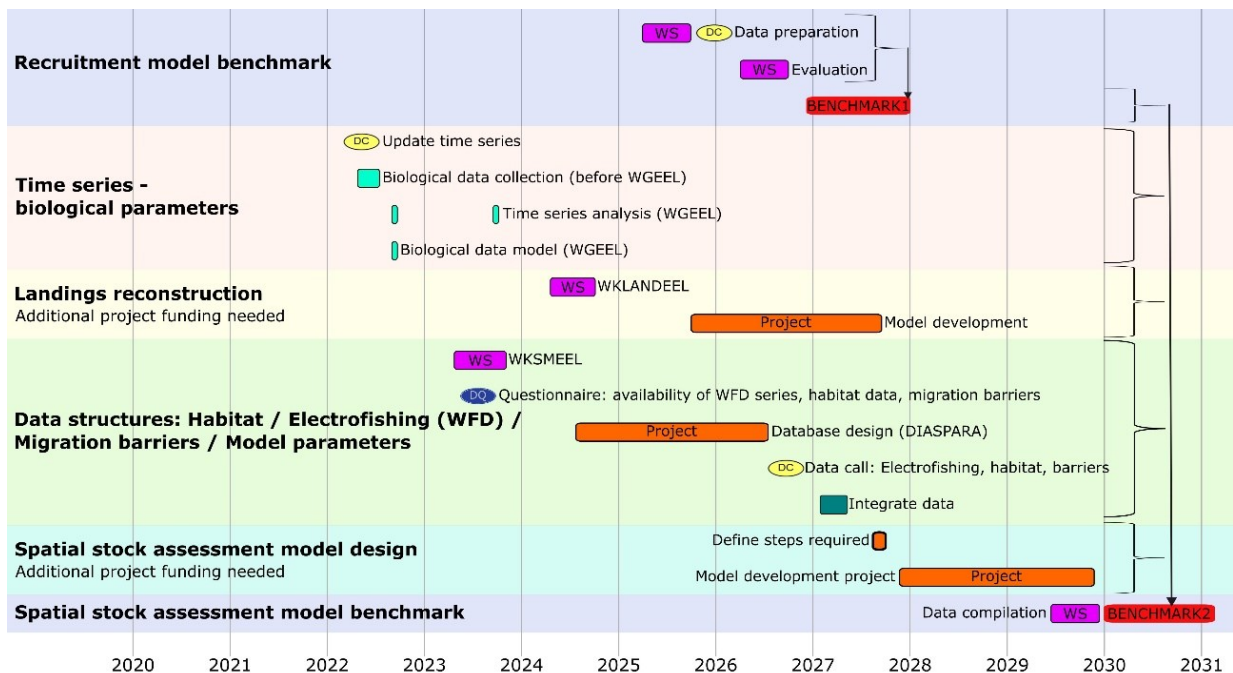 WS DC Data preparation
Recruitment model benchmark
WS Evaluation
BENCHMARK1
DC Update time series
Biological data collection (before WGEEL)
Time series -
biological parameters
Time series analysis (WGEEL)
Biological data model (WGEEL)
Landings reconstruction
Additional project funding needed
WS WKLANDEEL
Project Model development
WS WKSMEEL
DQ Questionnaire: availability of WFD series, habitat data, migration barriers
Data structures: Habitat / Electrofishing (WFD) /
Migration barriers / Model parameters
Project Database design (DIASPARA)
DC Data call: Electrofishing, habitat, barriers
Integrate data
Spatial stock assessment model design
Additional project funding needed
Define steps required
Model development project Project
Spatial stock assessment model benchmark
Data compilation WS BENCHMARK2
2020 2021 2022 2023 2024 2025 2026 2027 2028 2029 2030 2031